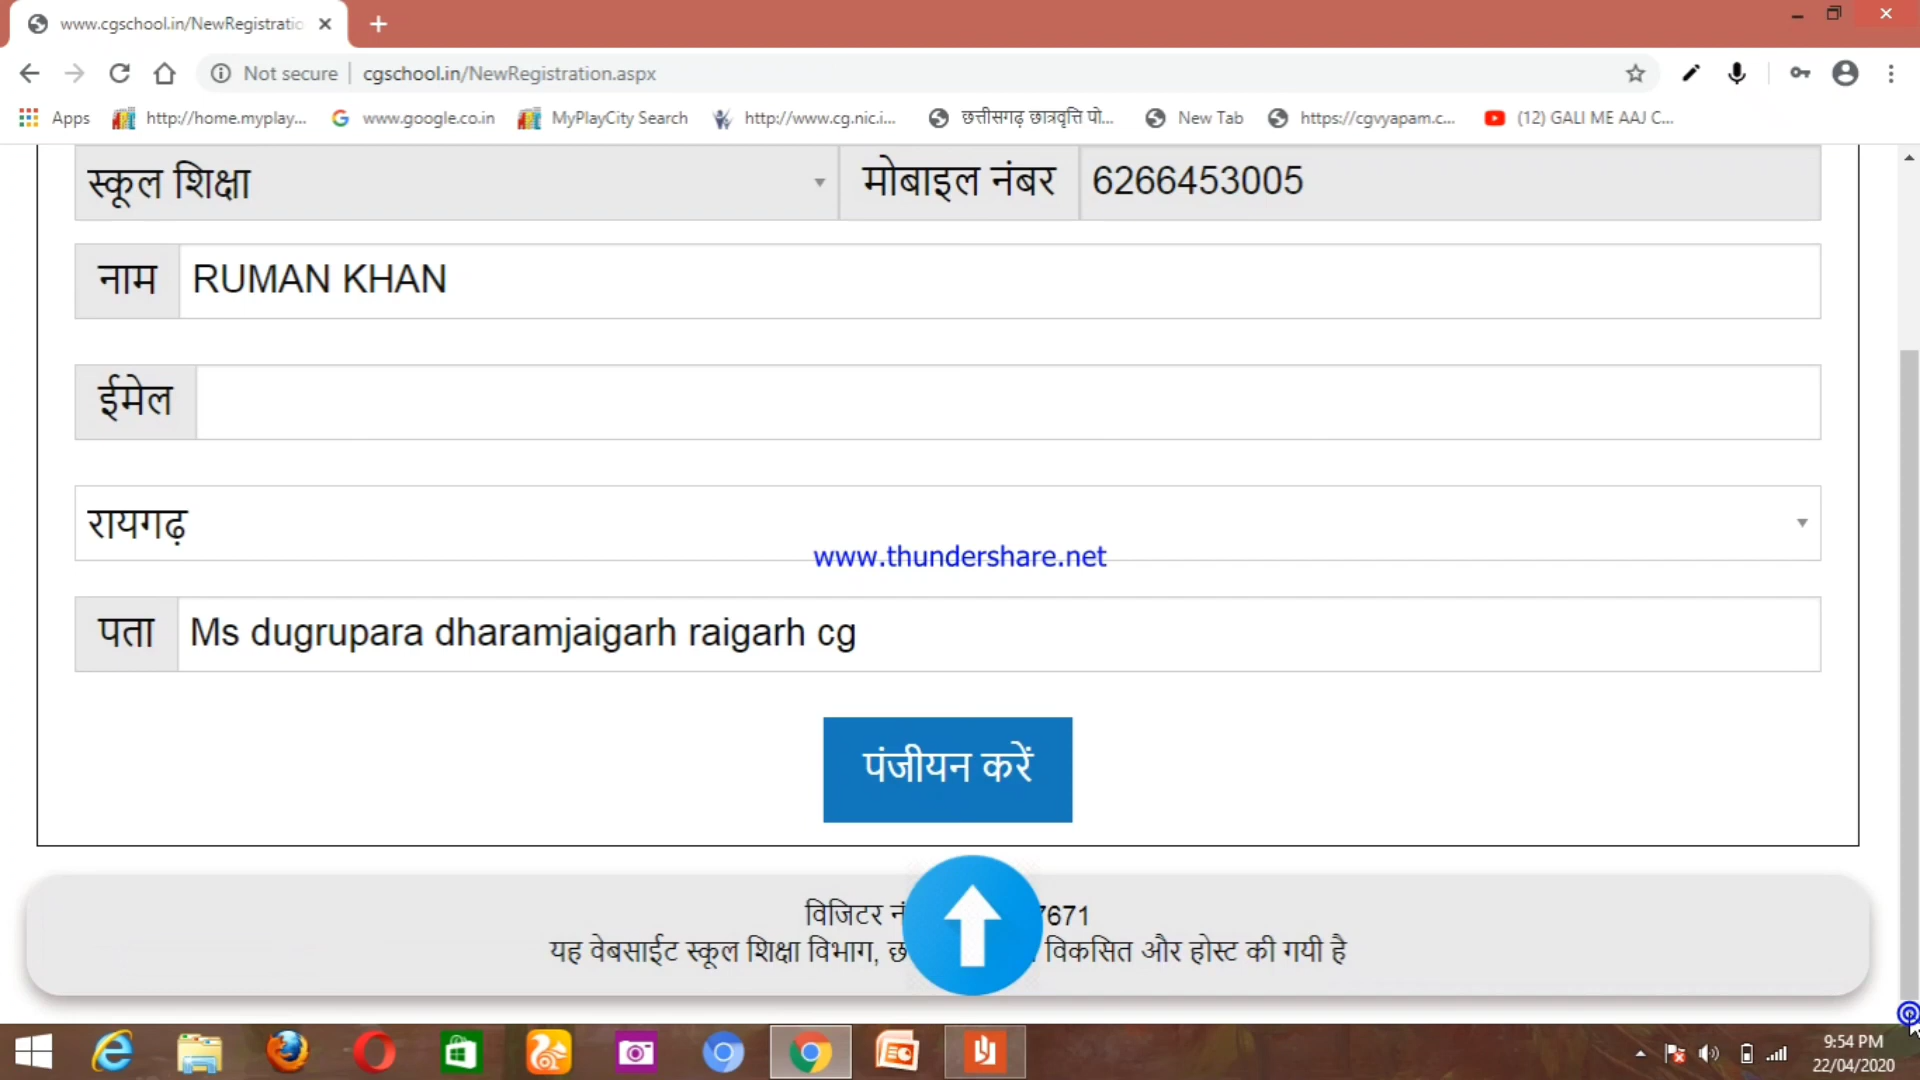 www.cgschool.in/NewRegistratio
Not secure
cgschool.in/NewRegistration.aspx
Apps
http://home.myplay...
www.google.co.in
MyPlayCity Search
http://www.cg.nic.i...
छत्तीसगढ़ छात्रवृत्ति पो...
New Tab
https://cgvyapam.c...
(12) GALI ME AAJ C...
स्कूल शिक्षा
मोबाइल नंबर
6266453005
नाम
RUMAN KHAN
ईमेल
रायगढ़
www.thundershare.net
पता
Ms dugrupara dharamjaigarh raigarh cg
पंजीयन करें
विजिटर 7671
यह वेबसाईट स्कूल शिक्षा विभाग, विकसित और होस्ट की गयी है
9:54 PM
22/04/2020